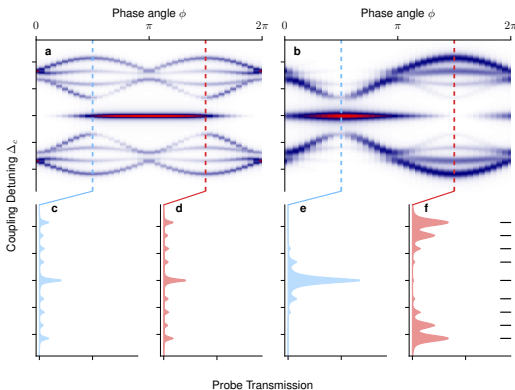 Phase angle ϕ
Phase angle ϕ
0
π
2π
0
π
2π
a
b
Coupling Detuning Δc
c
d
e
f
Probe Transmission